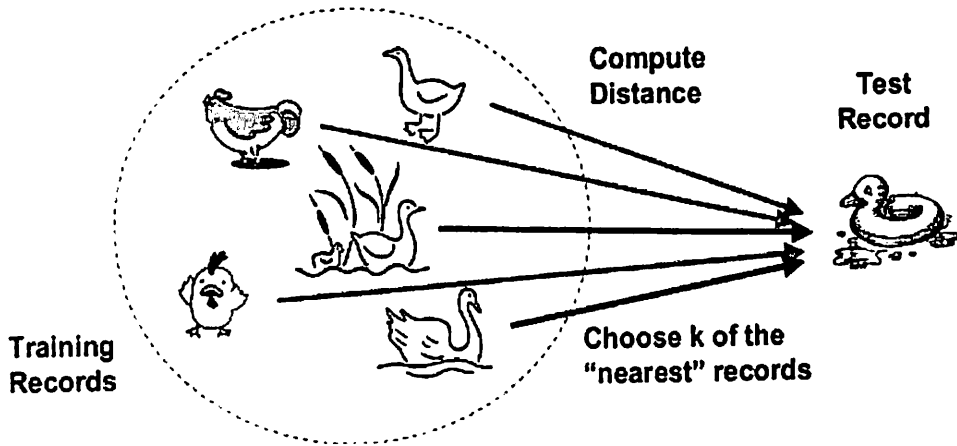 Compute
Distance
Test
Record
Training
Records
Choose k of the
“nearest” records